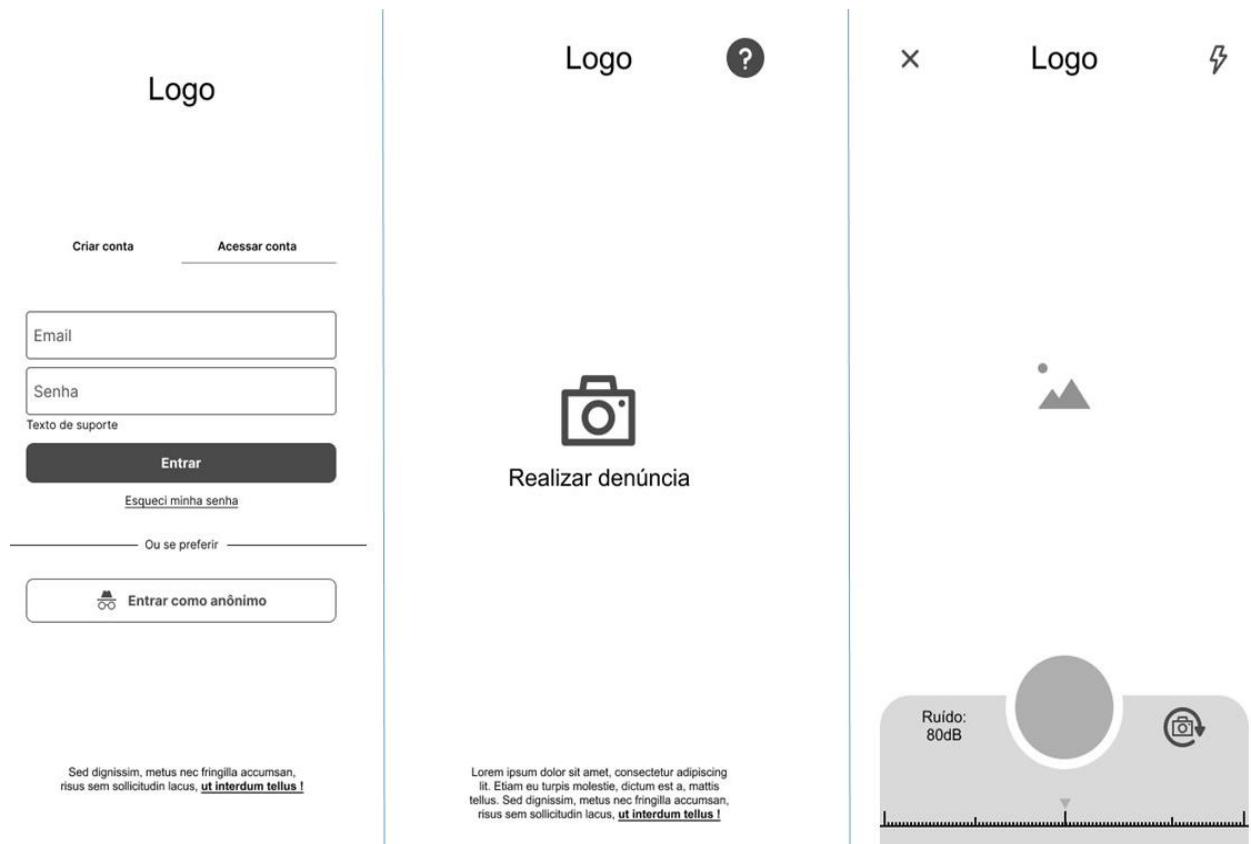 Logo
Criar conta
Acessar conta
Email
Senha
Texto de suporte
Entrar
Esqueci minha senha
Ou se preferir
Entrar como anônimo
Sed dignissim, metus nec fringilla accumsan,
risus sem sollicitudin lacus, ut interdum tellus !
Logo
?
Realizar denúncia
Lorem ipsum dolor sit amet, consectetur adipiscing
lit. Etiam eu turpis molestie, dictum est a, mattis
tellus. Sed dignissim, metus nec fringilla accumsan,
risus sem sollicitudin lacus, ut interdum tellus !
Logo
Ruído:
80dB